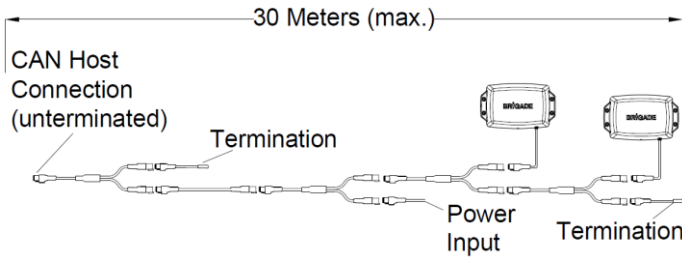 30 Meters (max.)
CAN Host
Connection
(unterminated)
BRIGADE
BRIGADE
Termination
Power
Input
Termination